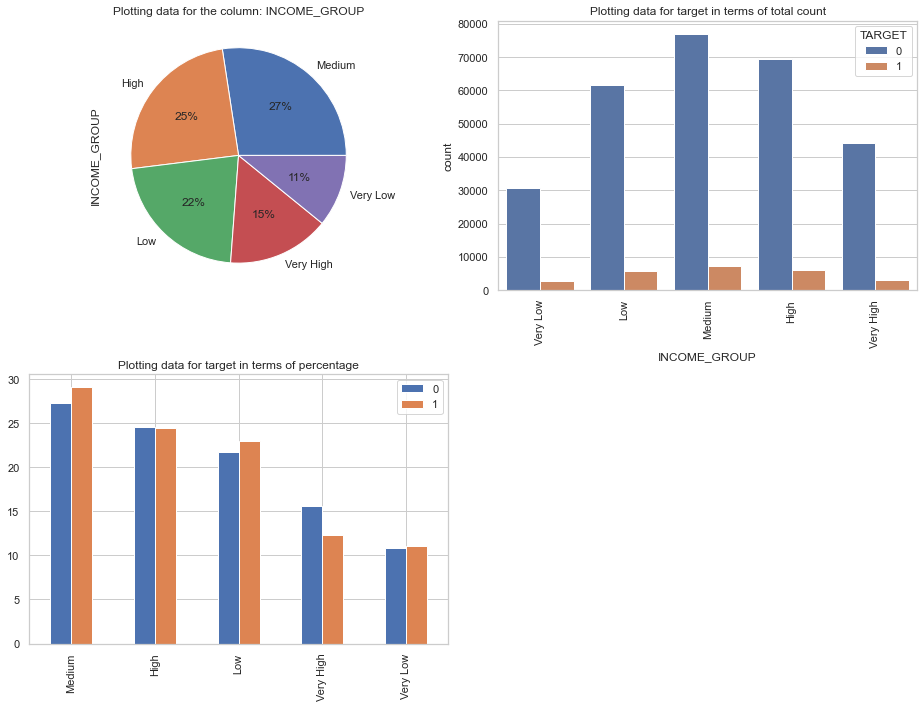 Plotting data for the column: INCOME_GROUP
INCOME_GROUP
Medium
High
Low
Very High
Very Low
27%
25%
22%
15%
11%
Plotting data for target in terms of total count
count
80000
70000
60000
50000
40000
30000
20000
10000
0
TARGET
0
1
Very Low
Low
Medium
High
Very High
INCOME_GROUP
Plotting data for target in terms of percentage
30
25
20
15
10
5
0
0
1
Medium
High
Low
Very High
Very Low